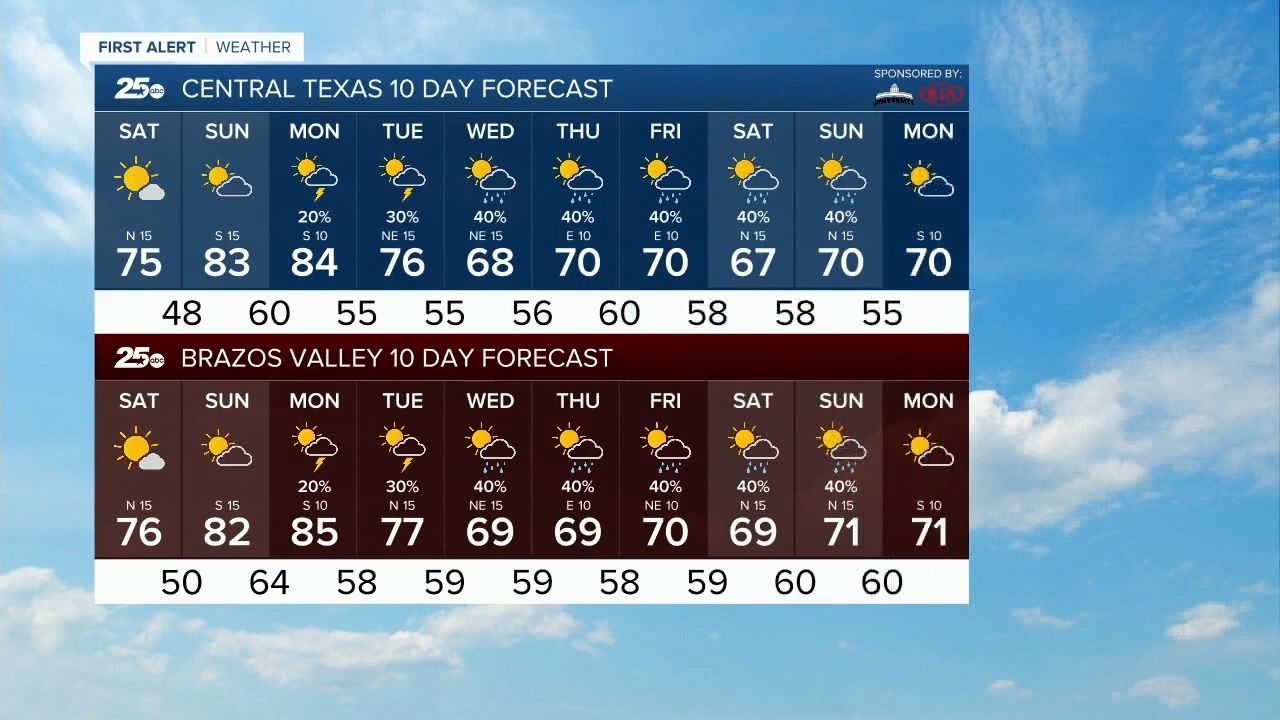 FIRST ALERT | WEATHER
25 abc CENTRAL TEXAS 10 DAY FORECAST
SPONSORED BY:
UNIVERSITY KIA
SAT SUN MON TUE WED THU FRI SAT SUN MON
20% 30% 40% 40% 40% 40% 40%
N 15 S 15 S 10 NE 15 NE 15 E 10 E 10 N 15 N 15 S 10
75 83 84 76 68 70 70 67 70 70
48 60 55 55 56 60 58 58 55
25 abc BRAZOS VALLEY 10 DAY FORECAST
SAT SUN MON TUE WED THU FRI SAT SUN MON
20% 30% 40% 40% 40% 40% 40%
N 15 S 15 S 10 N 15 NE 15 E 10 NE 10 N 15 N 15 S 10
76 82 85 77 69 69 70 69 71 71
50 64 58 59 59 58 59 60 60